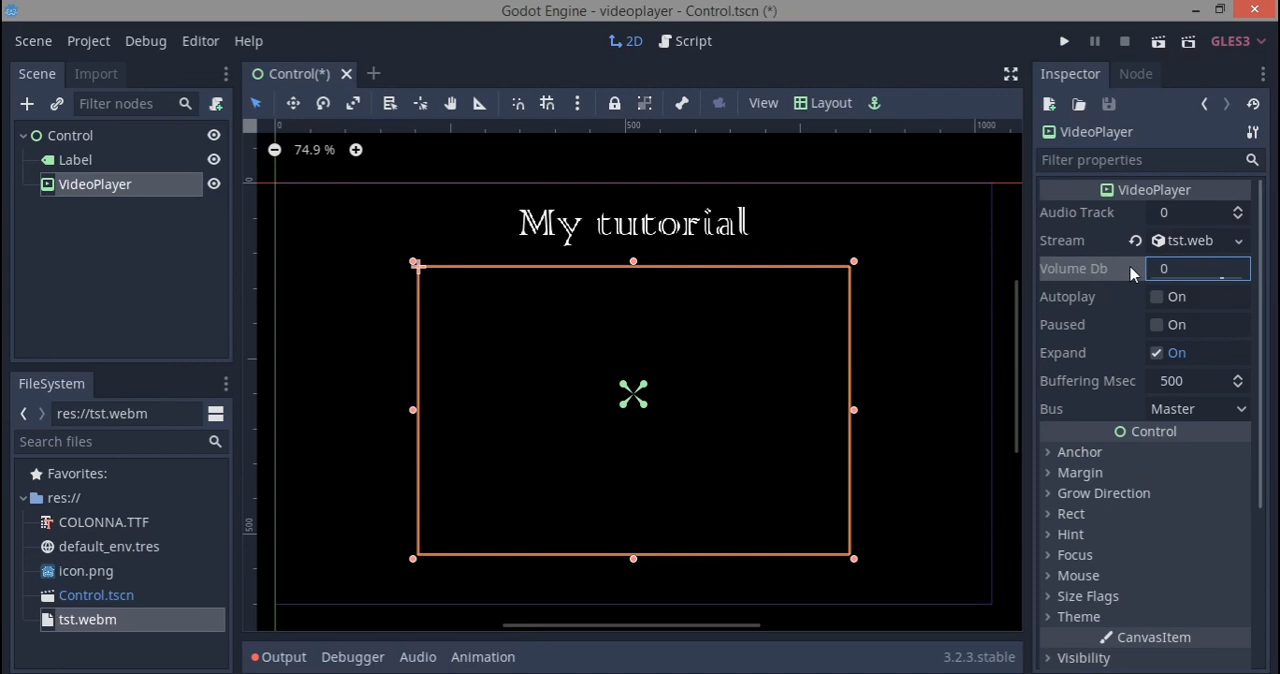 Godot Engine - videoplayer - Control.tscn (*)
Scene Project Debug Editor Help
2D Script
GLES3
Scene Import
Filter nodes
Control
Label
VideoPlayer
FileSystem
res://tst.webm
Search files
Favorites:
res://
COLONNA.TTF
default_env.tres
icon.png
Control.tscn
tst.webm
Control(*)
View Layout
0 500 1000
74.9 %
0
500
My tutorial
Output Debugger Audio Animation 3.2.3.stable
Inspector Node
VideoPlayer
Filter properties
VideoPlayer
Audio Track 0
Stream tst.web
Volume Db 0
Autoplay On
Paused On
Expand On
Buffering Msec 500
Bus Master
Control
Anchor
Margin
Grow Direction
Rect
Hint
Focus
Mouse
Size Flags
Theme
CanvasItem
Visibility